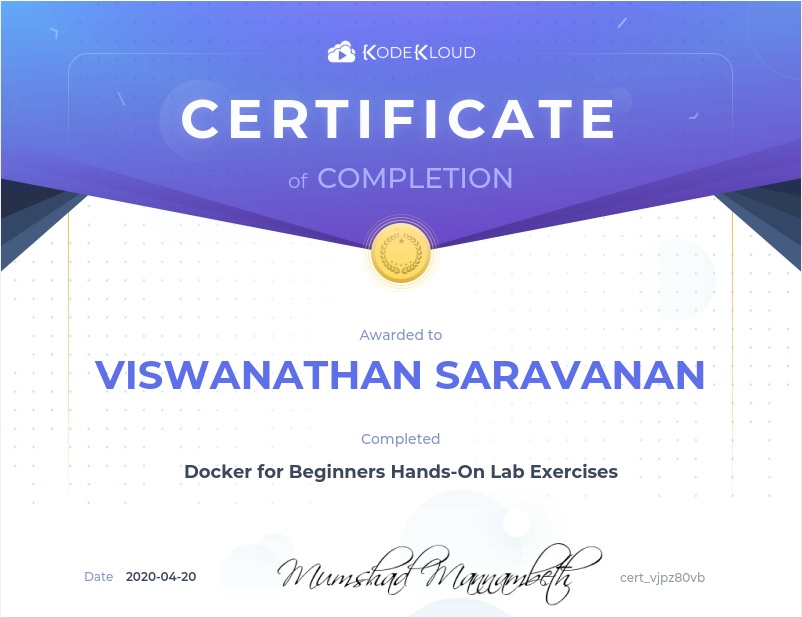 KODEKLOUD
CERTIFICATE
of COMPLETION
Awarded to
VISWANATHAN SARAVANAN
Completed
Docker for Beginners Hands-On Lab Exercises
Date 2020-04-20
Mumshad Mannambeth
cert_vjpz80vb